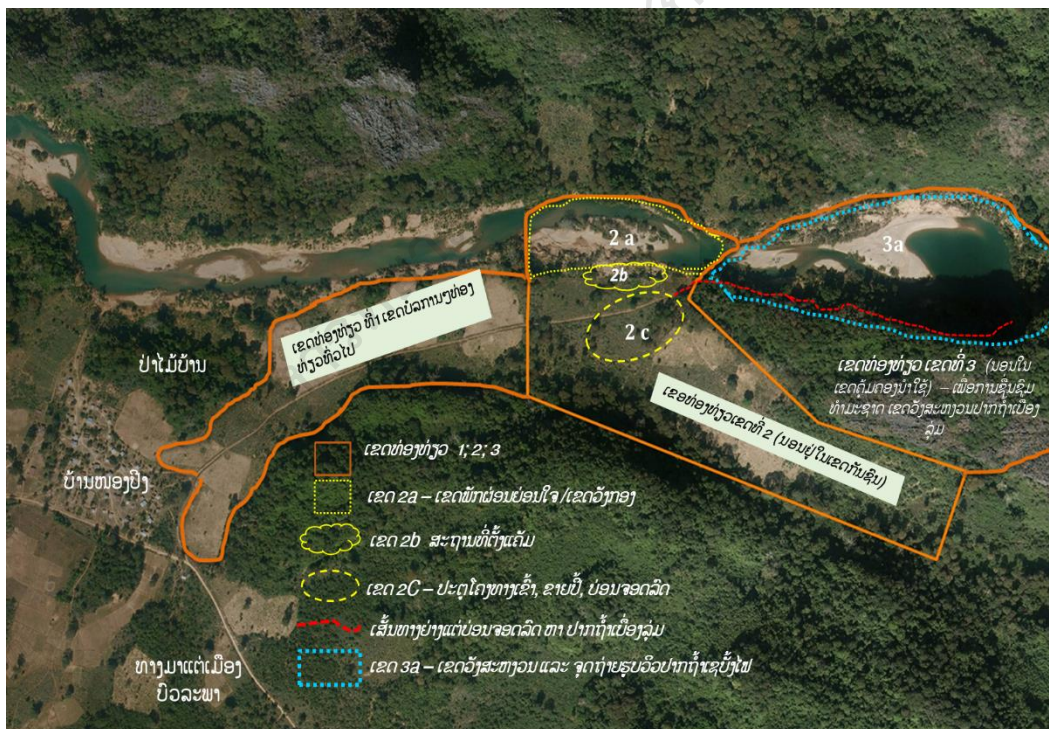 2 a
3a
2b
2 c
ເຂດທ່ອງທ່ຽວ ທີ່1 ເຂດບໍລິການໆທ່ອງ
ທ່ຽວທົ່ວໄປ
ປ່າໄມ້ບ້ານ
ເຂດທ່ອງທ່ຽວ ເຂດທີ່ 3 (ນອນໃນ
ເຂດຄຸ້ມຄອງນຳໃຊ້) – ເພື່ອການຊື່ນຊົມ
ທຳມະຊາດ ເຂດວັງສະຫງວນປາກຖ້ຳເບື້ອງ
ລຸ່ມ
ເຂອທ່ອງທ່ຽວເຂດທີ່ 2 (ນອນຢູ່ໃນເຂດກັນຊົນ)
ບ້ານໜອງປີງ
ເຂດທ່ອງທ່ຽວ 1; 2; 3
ເຂດ 2a – ເຂດພັກຜ່ອນຍ່ອນໃຈ /ເຂດວັງກອງ
ເຂດ 2b ສະຖານທີ່ຕັ້ງແຄ້ມ
ເຂດ 2C – ປະຕູໂຄງທາງເຂົ້າ, ຂາຍປີ້, ບ່ອນຈອດລົດ
ເສັ້ນທາງຍ່າງແຕ່ບ່ອນຈອດລົດ ຫາ ປາກຖ້ຳເບື້ອງລຸ່ມ
ເຂດ 3a – ເຂດວັງສະຫງວນ ແລະ ຈຸດຖ່າຍຮູບວິວປາກຖ້ຳເຊບັ້ງໄຟ
ທາງມາແຕ່ເມືອງ
ບົວລະພາ